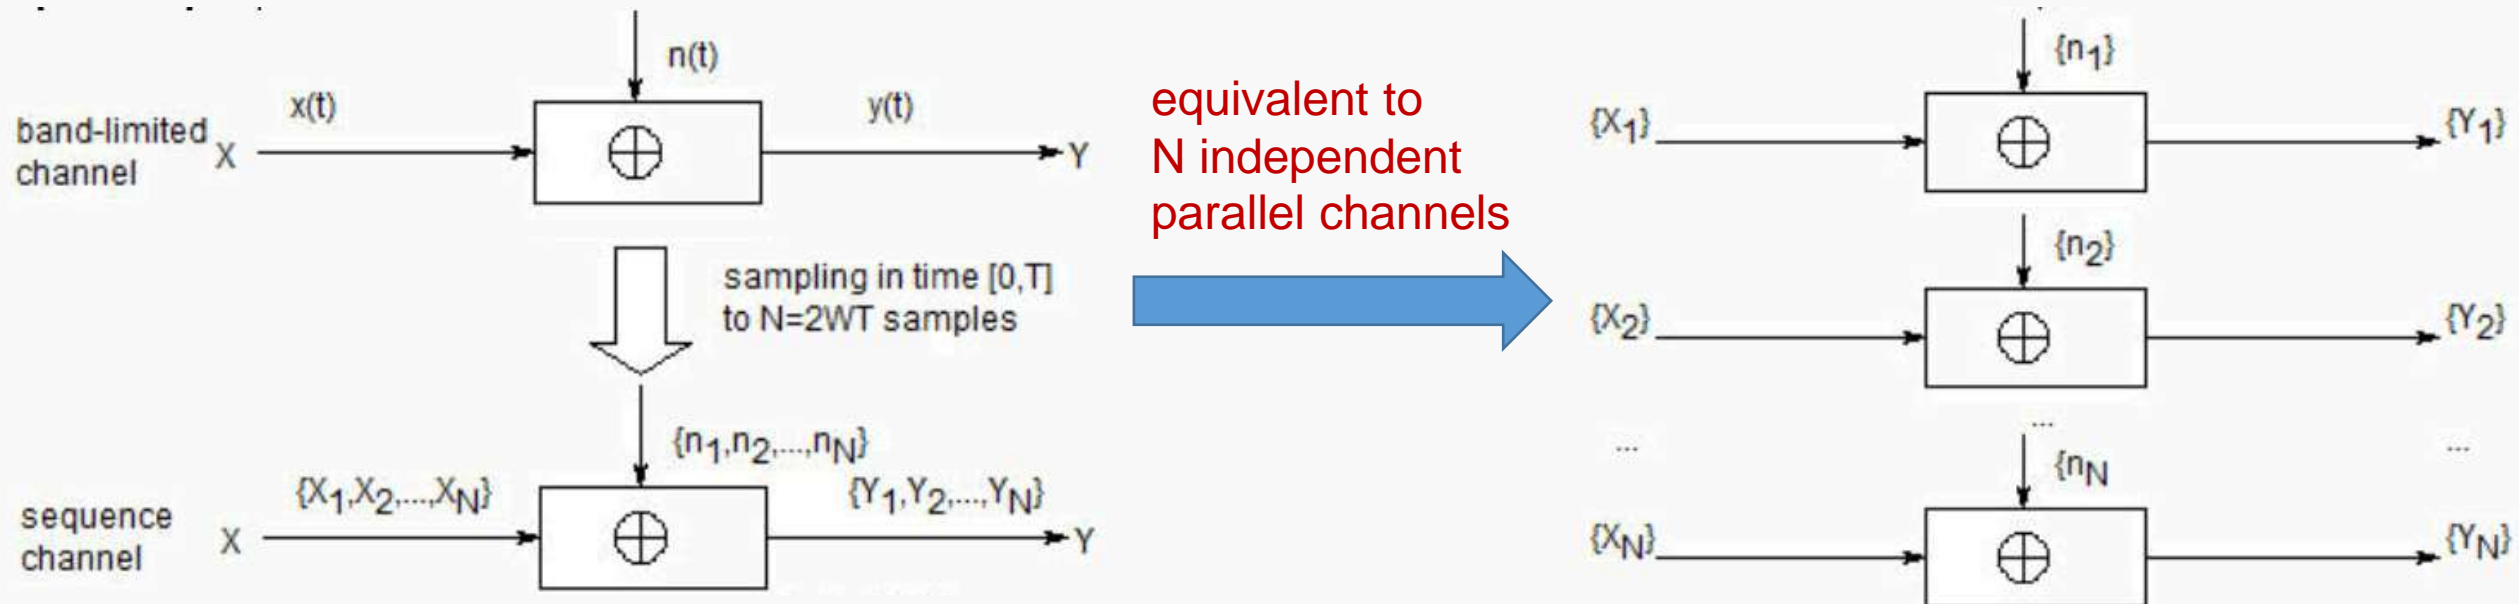 n(t)
x(t)
y(t)
band-limited
channel
X
Y
sampling in time [0,T]
to N=2WT samples
{n1,n2,...,nN}
{X1,X2,...,XN}
{Y1,Y2,...,YN}
sequence
channel
X
Y
equivalent to
N independent
parallel channels
{n1}
{X1}
{Y1}
{n2}
{X2}
{Y2}
...
...
...
{nN
{XN}
{YN}